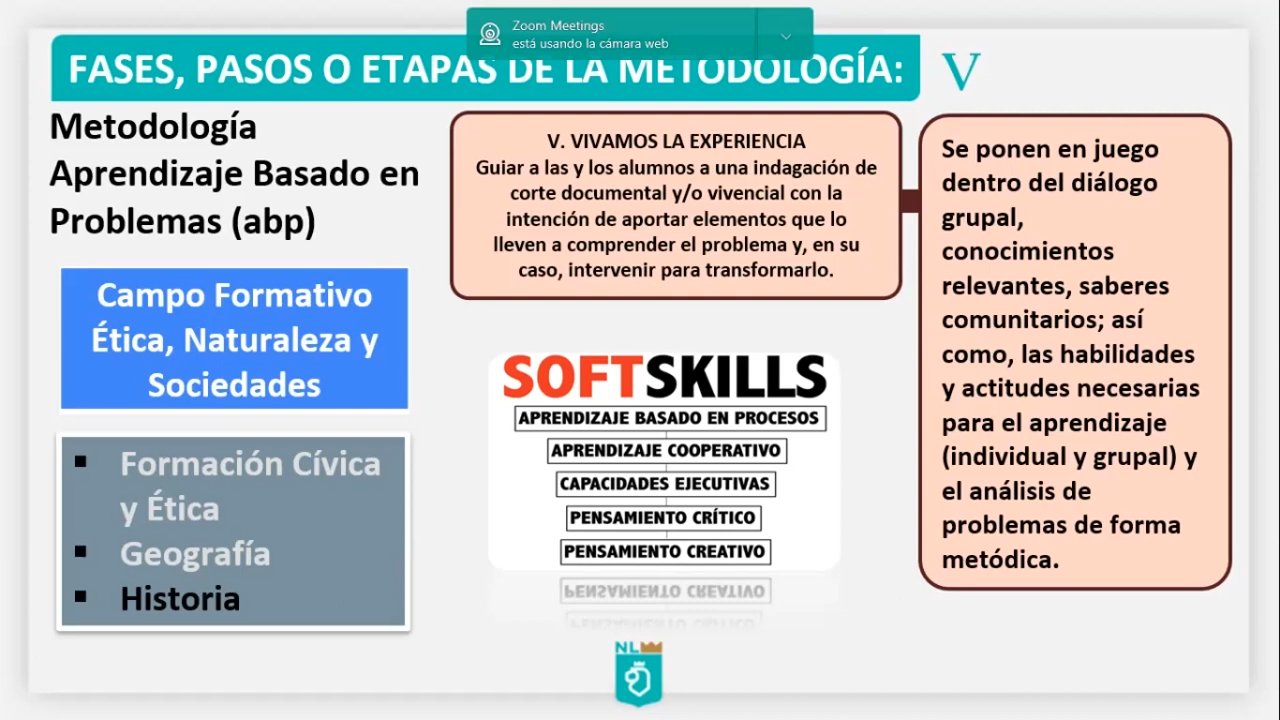 Zoom Meetings
está usando la cámara web
FASES, PASOS O ETAPAS DE LA METODOLOGÍA:
V
Metodología
Aprendizaje Basado en
Problemas (abp)
Campo Formativo
Ética, Naturaleza y
Sociedades
▪ Formación Cívica
y Ética
▪ Geografía
▪ Historia
V. VIVAMOS LA EXPERIENCIA
Guiar a las y los alumnos a una indagación de
corte documental y/o vivencial con la
intención de aportar elementos que lo
lleven a comprender el problema y, en su
caso, intervenir para transformarlo.
SOFTSKILLS
APRENDIZAJE BASADO EN PROCESOS
APRENDIZAJE COOPERATIVO
CAPACIDADES EJECUTIVAS
PENSAMIENTO CRÍTICO
PENSAMIENTO CREATIVO
Se ponen en juego
dentro del diálogo
grupal,
conocimientos
relevantes, saberes
comunitarios; así
como, las habilidades
y actitudes necesarias
para el aprendizaje
(individual y grupal) y
el análisis de
problemas de forma
metódica.
NL